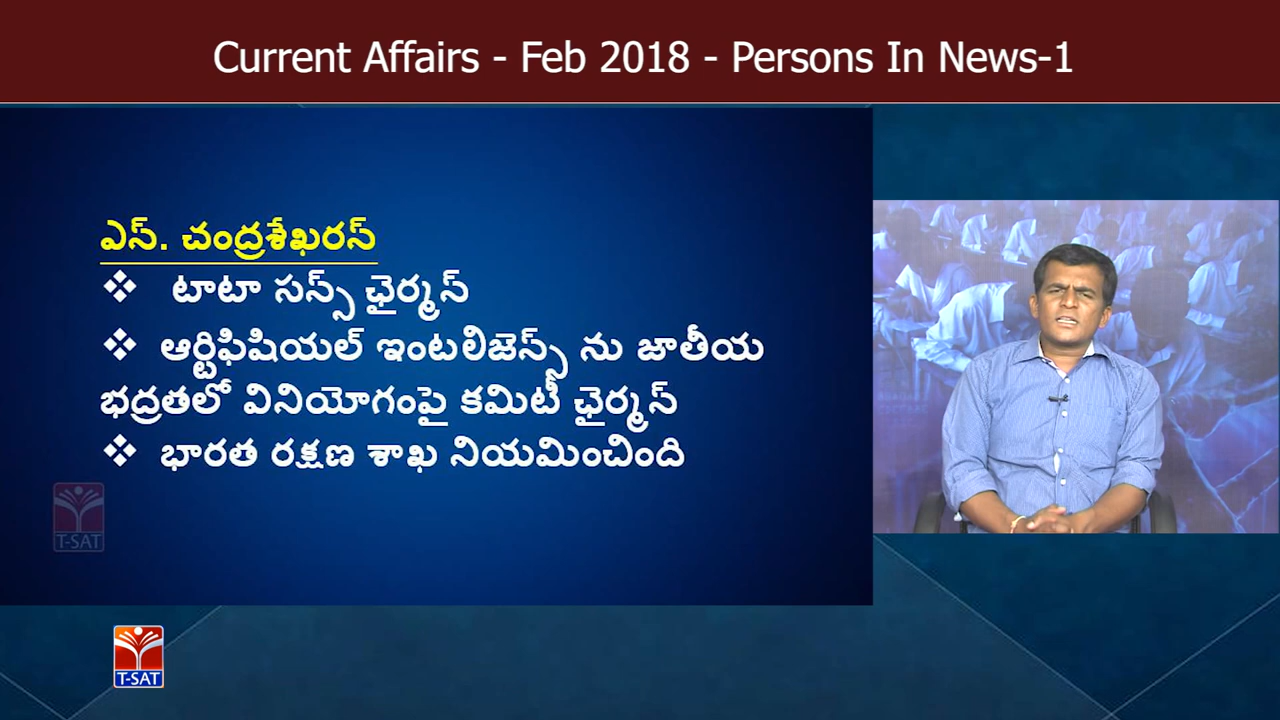 Current Affairs - Feb 2018 - Persons In News-1
ఎస్. చంద్రశేఖరన్
❖ టాటా సన్స్ ఛైర్మన్
❖ ఆర్టిఫిషియల్ ఇంటలిజెన్స్ ను జాతీయ
భద్రతలో వినియోగంపై కమిటీ ఛైర్మన్
❖ భారత రక్షణ శాఖ నియమించింది
T-SAT
T-SAT